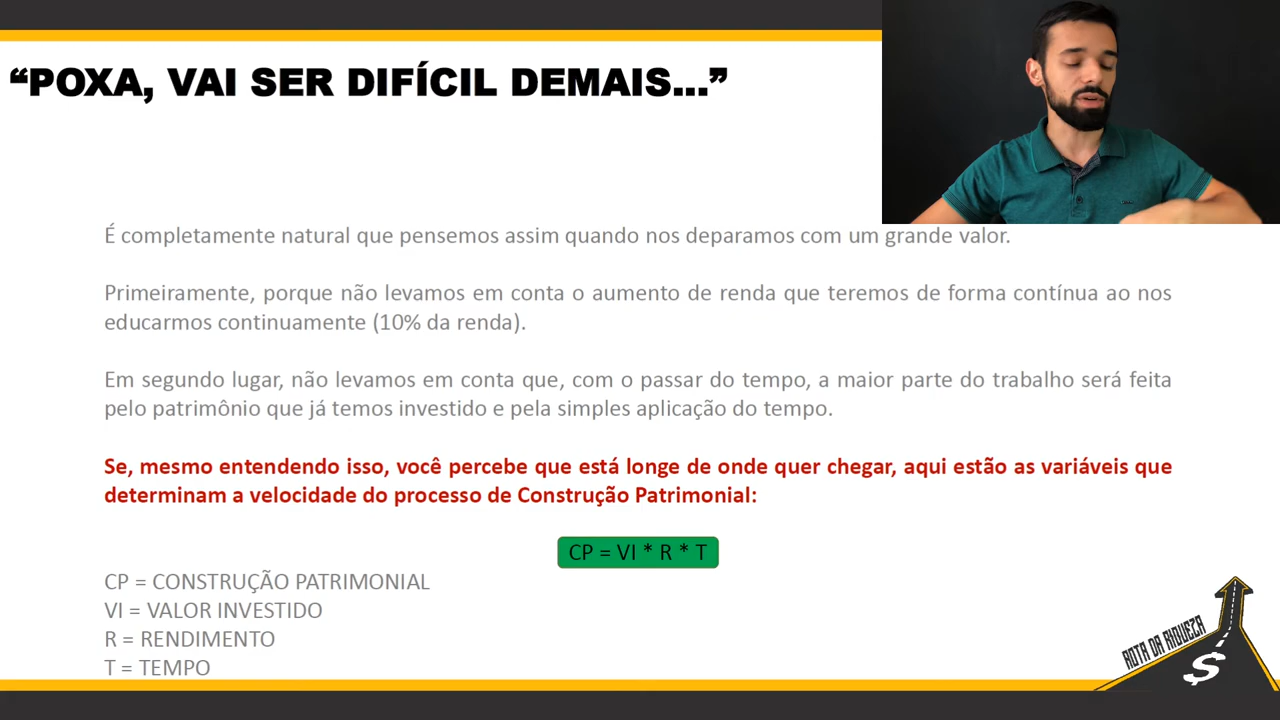 “POXA, VAI SER DIFÍCIL DEMAIS...”
É completamente natural que pensemos assim quando nos deparamos com um grande valor.
Primeiramente, porque não levamos em conta o aumento de renda que teremos de forma contínua ao nos
educarmos continuamente (10% da renda).
Em segundo lugar, não levamos em conta que, com o passar do tempo, a maior parte do trabalho será feita
pelo patrimônio que já temos investido e pela simples aplicação do tempo.
Se, mesmo entendendo isso, você percebe que está longe de onde quer chegar, aqui estão as variáveis que
determinam a velocidade do processo de Construção Patrimonial:
CP = VI * R * T
CP = CONSTRUÇÃO PATRIMONIAL
VI = VALOR INVESTIDO
R = RENDIMENTO
T = TEMPO
ROTA DA RIQUEZA
$